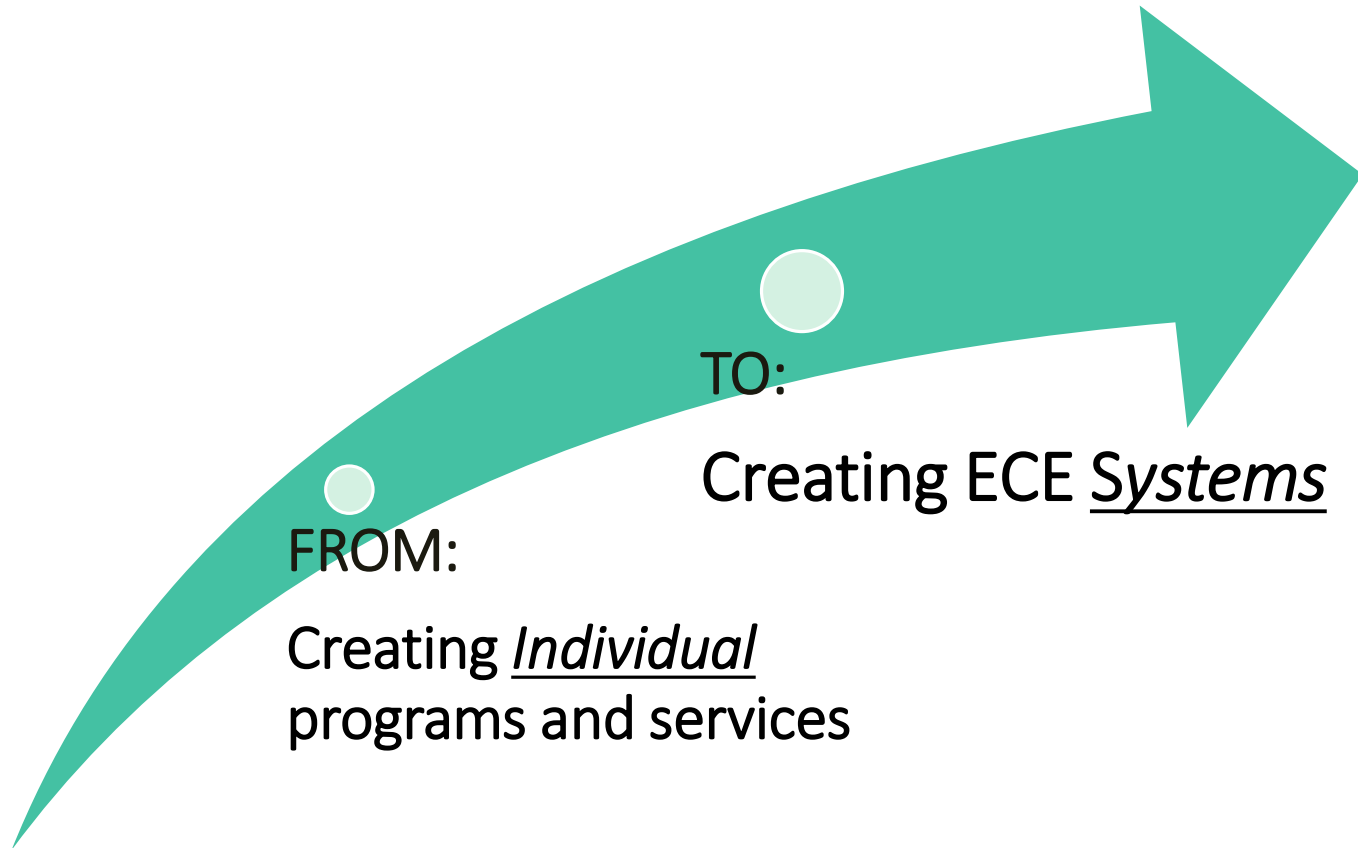 FROM:
Creating Individual
programs and services
TO:
Creating ECE Systems